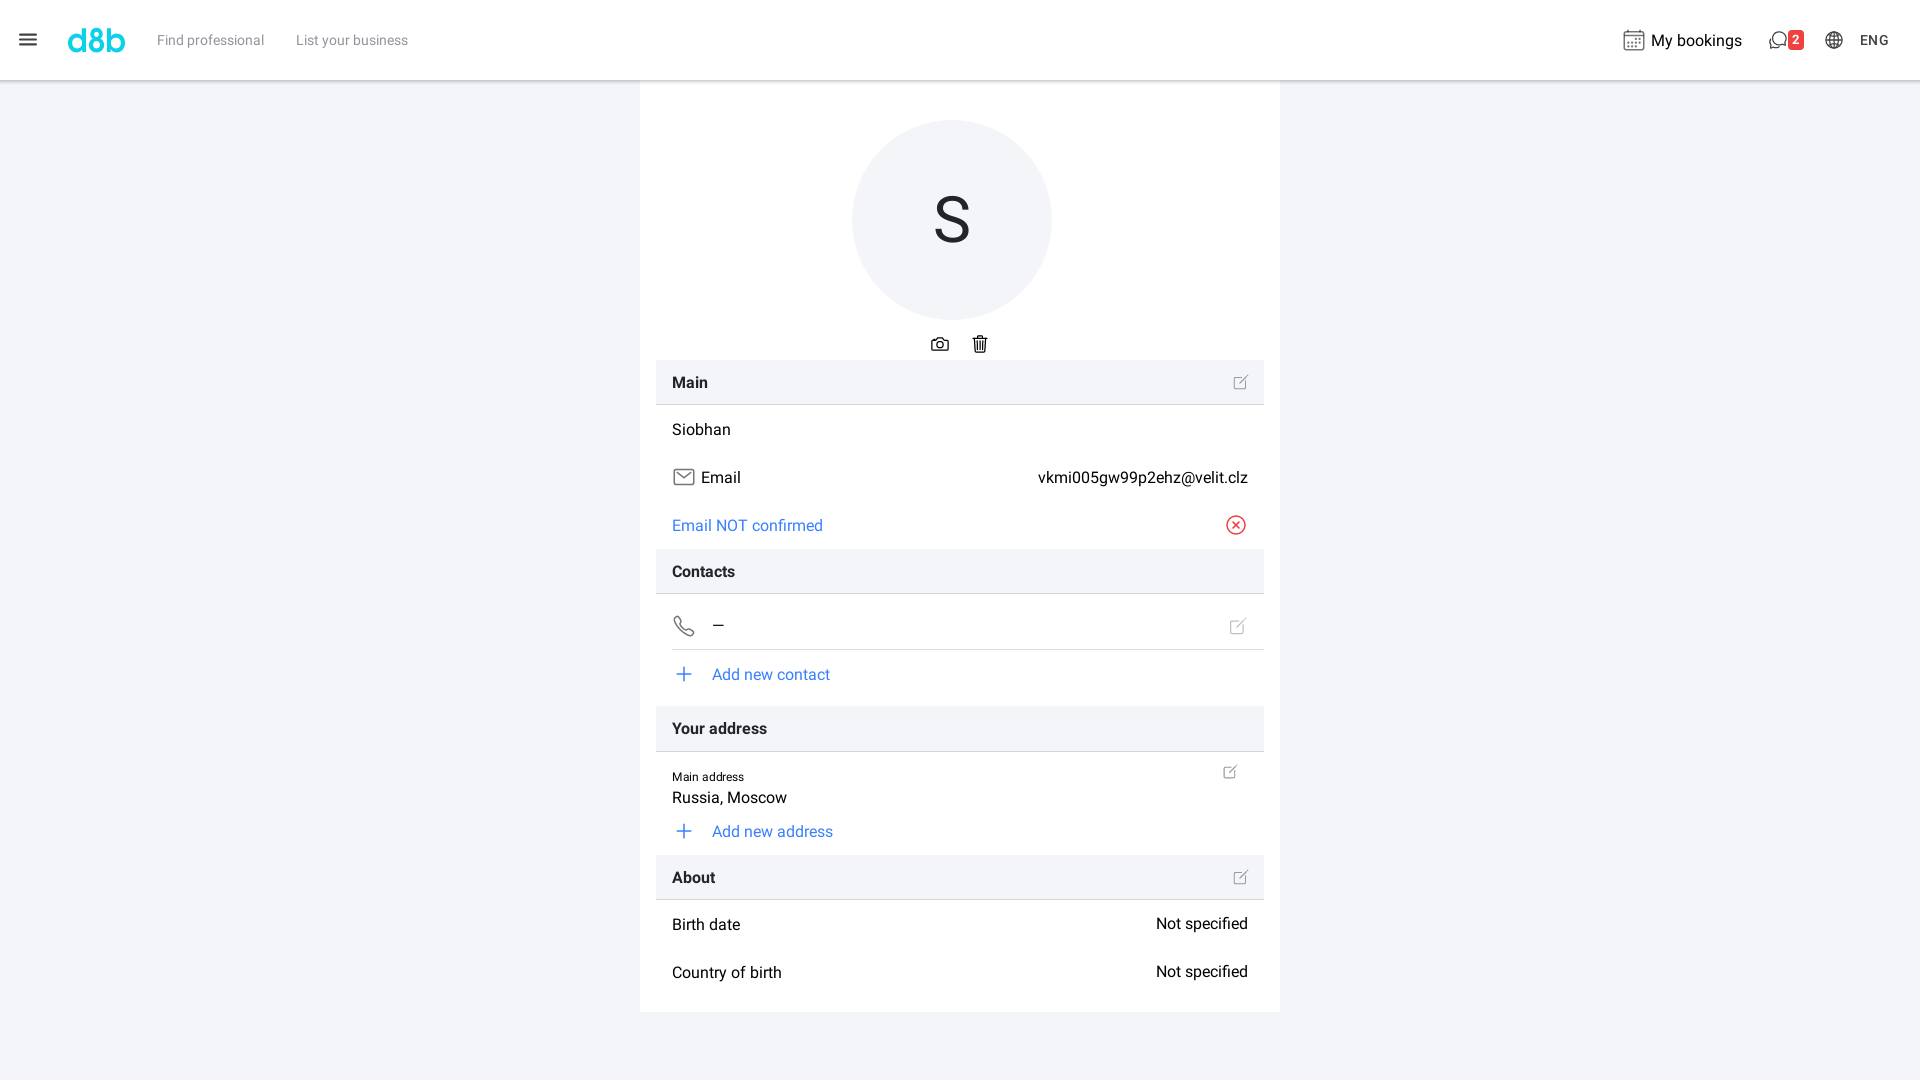 d8b
Find professional
List your business
My bookings
2
ENG
S
Main
Siobhan
Email
vkmi005gw99p2ehz@velit.clz
Email NOT confirmed
Contacts
—
Add new contact
Your address
Main address
Russia, Moscow
Add new address
About
Birth date
Not specified
Country of birth
Not specified